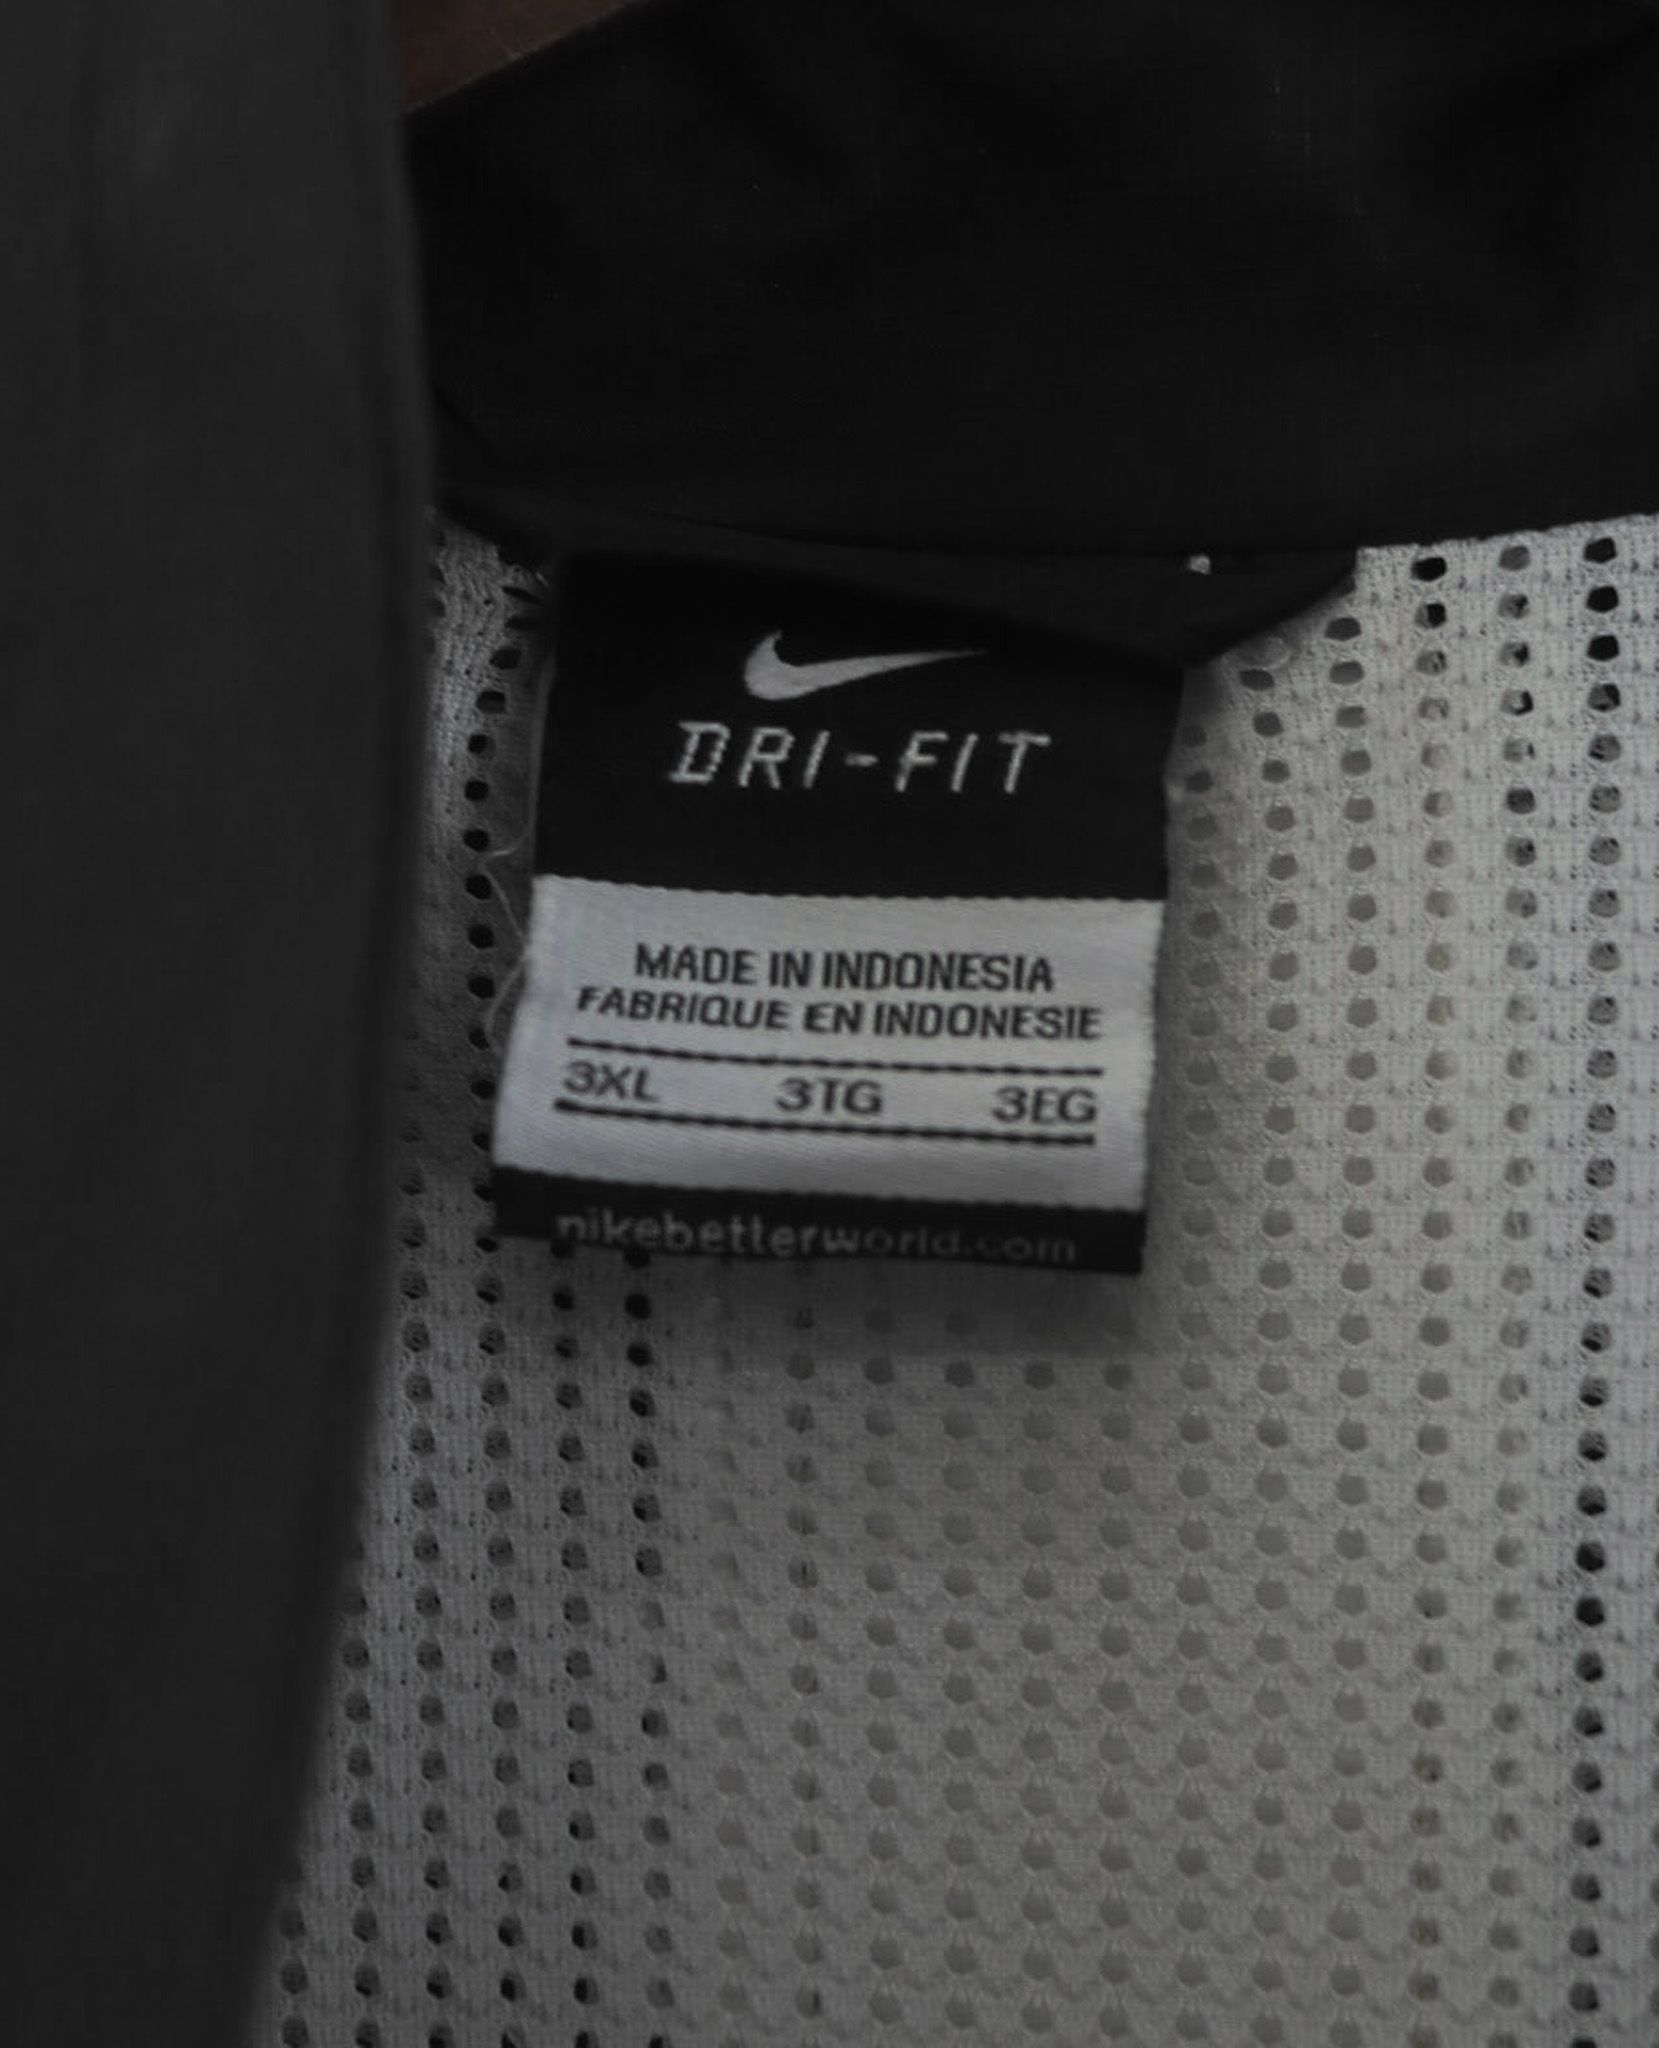 DRI-FIT
MADE IN INDONESIA
FABRIQUE EN INDONESIE
3XL 3TG 3EG
nikebetterworld.com